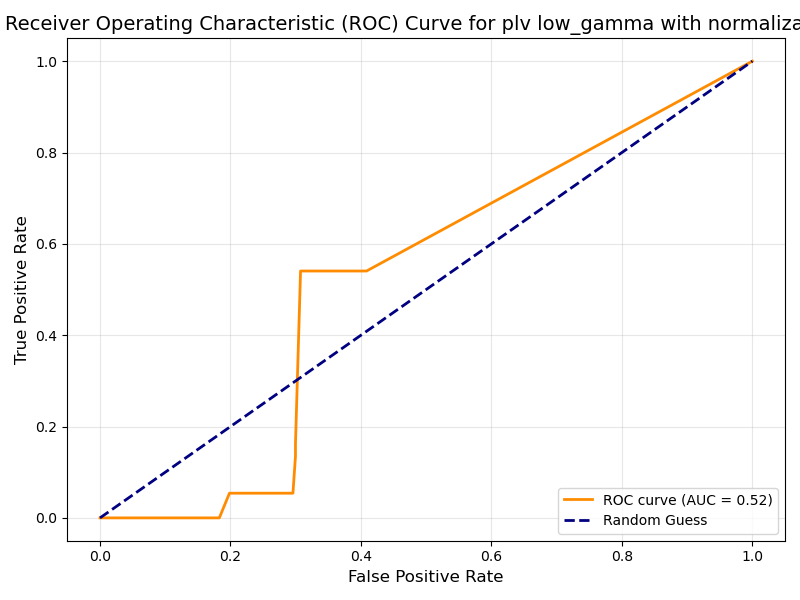 Receiver Operating Characteristic (ROC) Curve for plv low_gamma with normaliza
1.0
0.8
0.6
0.4
0.2
0.0
True Positive Rate
0.0 0.2 0.4 0.6 0.8 1.0
False Positive Rate
ROC curve (AUC = 0.52)
Random Guess